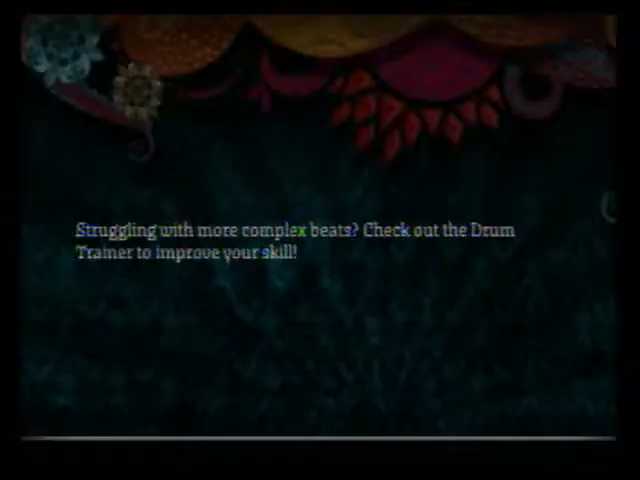 Struggling with more complex beats? Check out the Drum
Trainer to improve your skill!